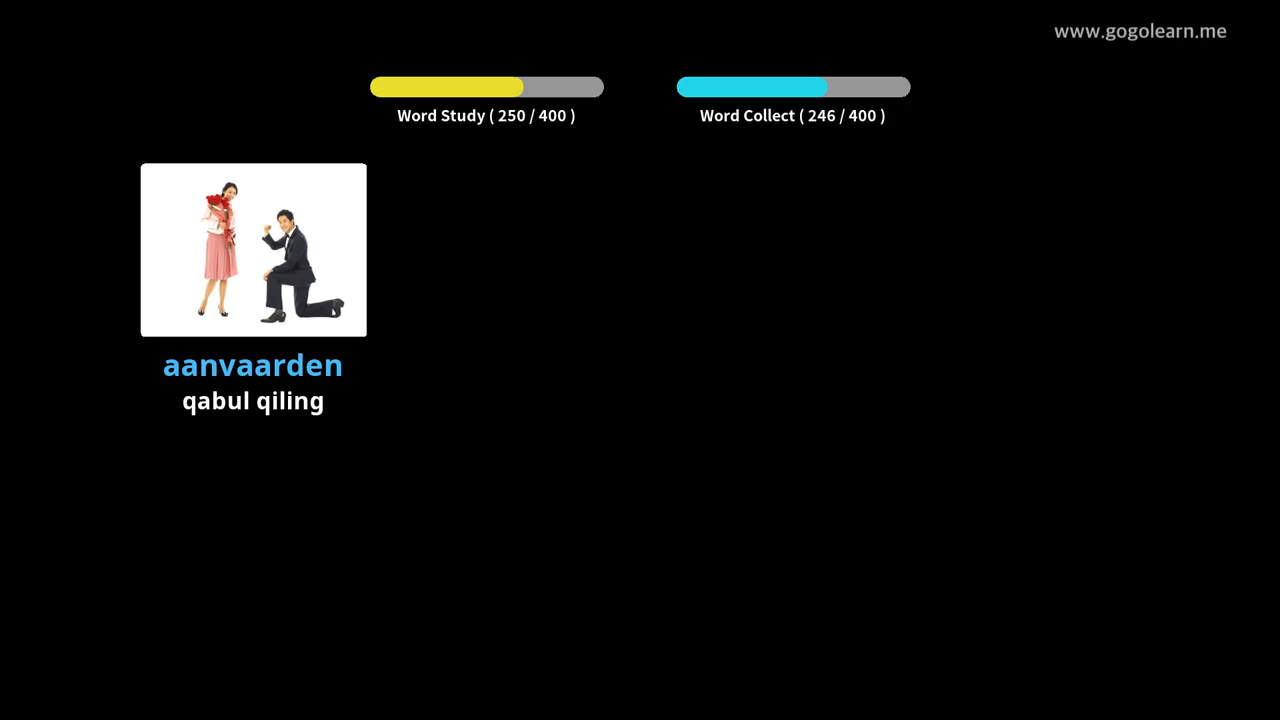 www.gogolearn.me
Word Study ( 250 / 400 )
Word Collect ( 246 / 400 )
aanvaarden
qabul qiling